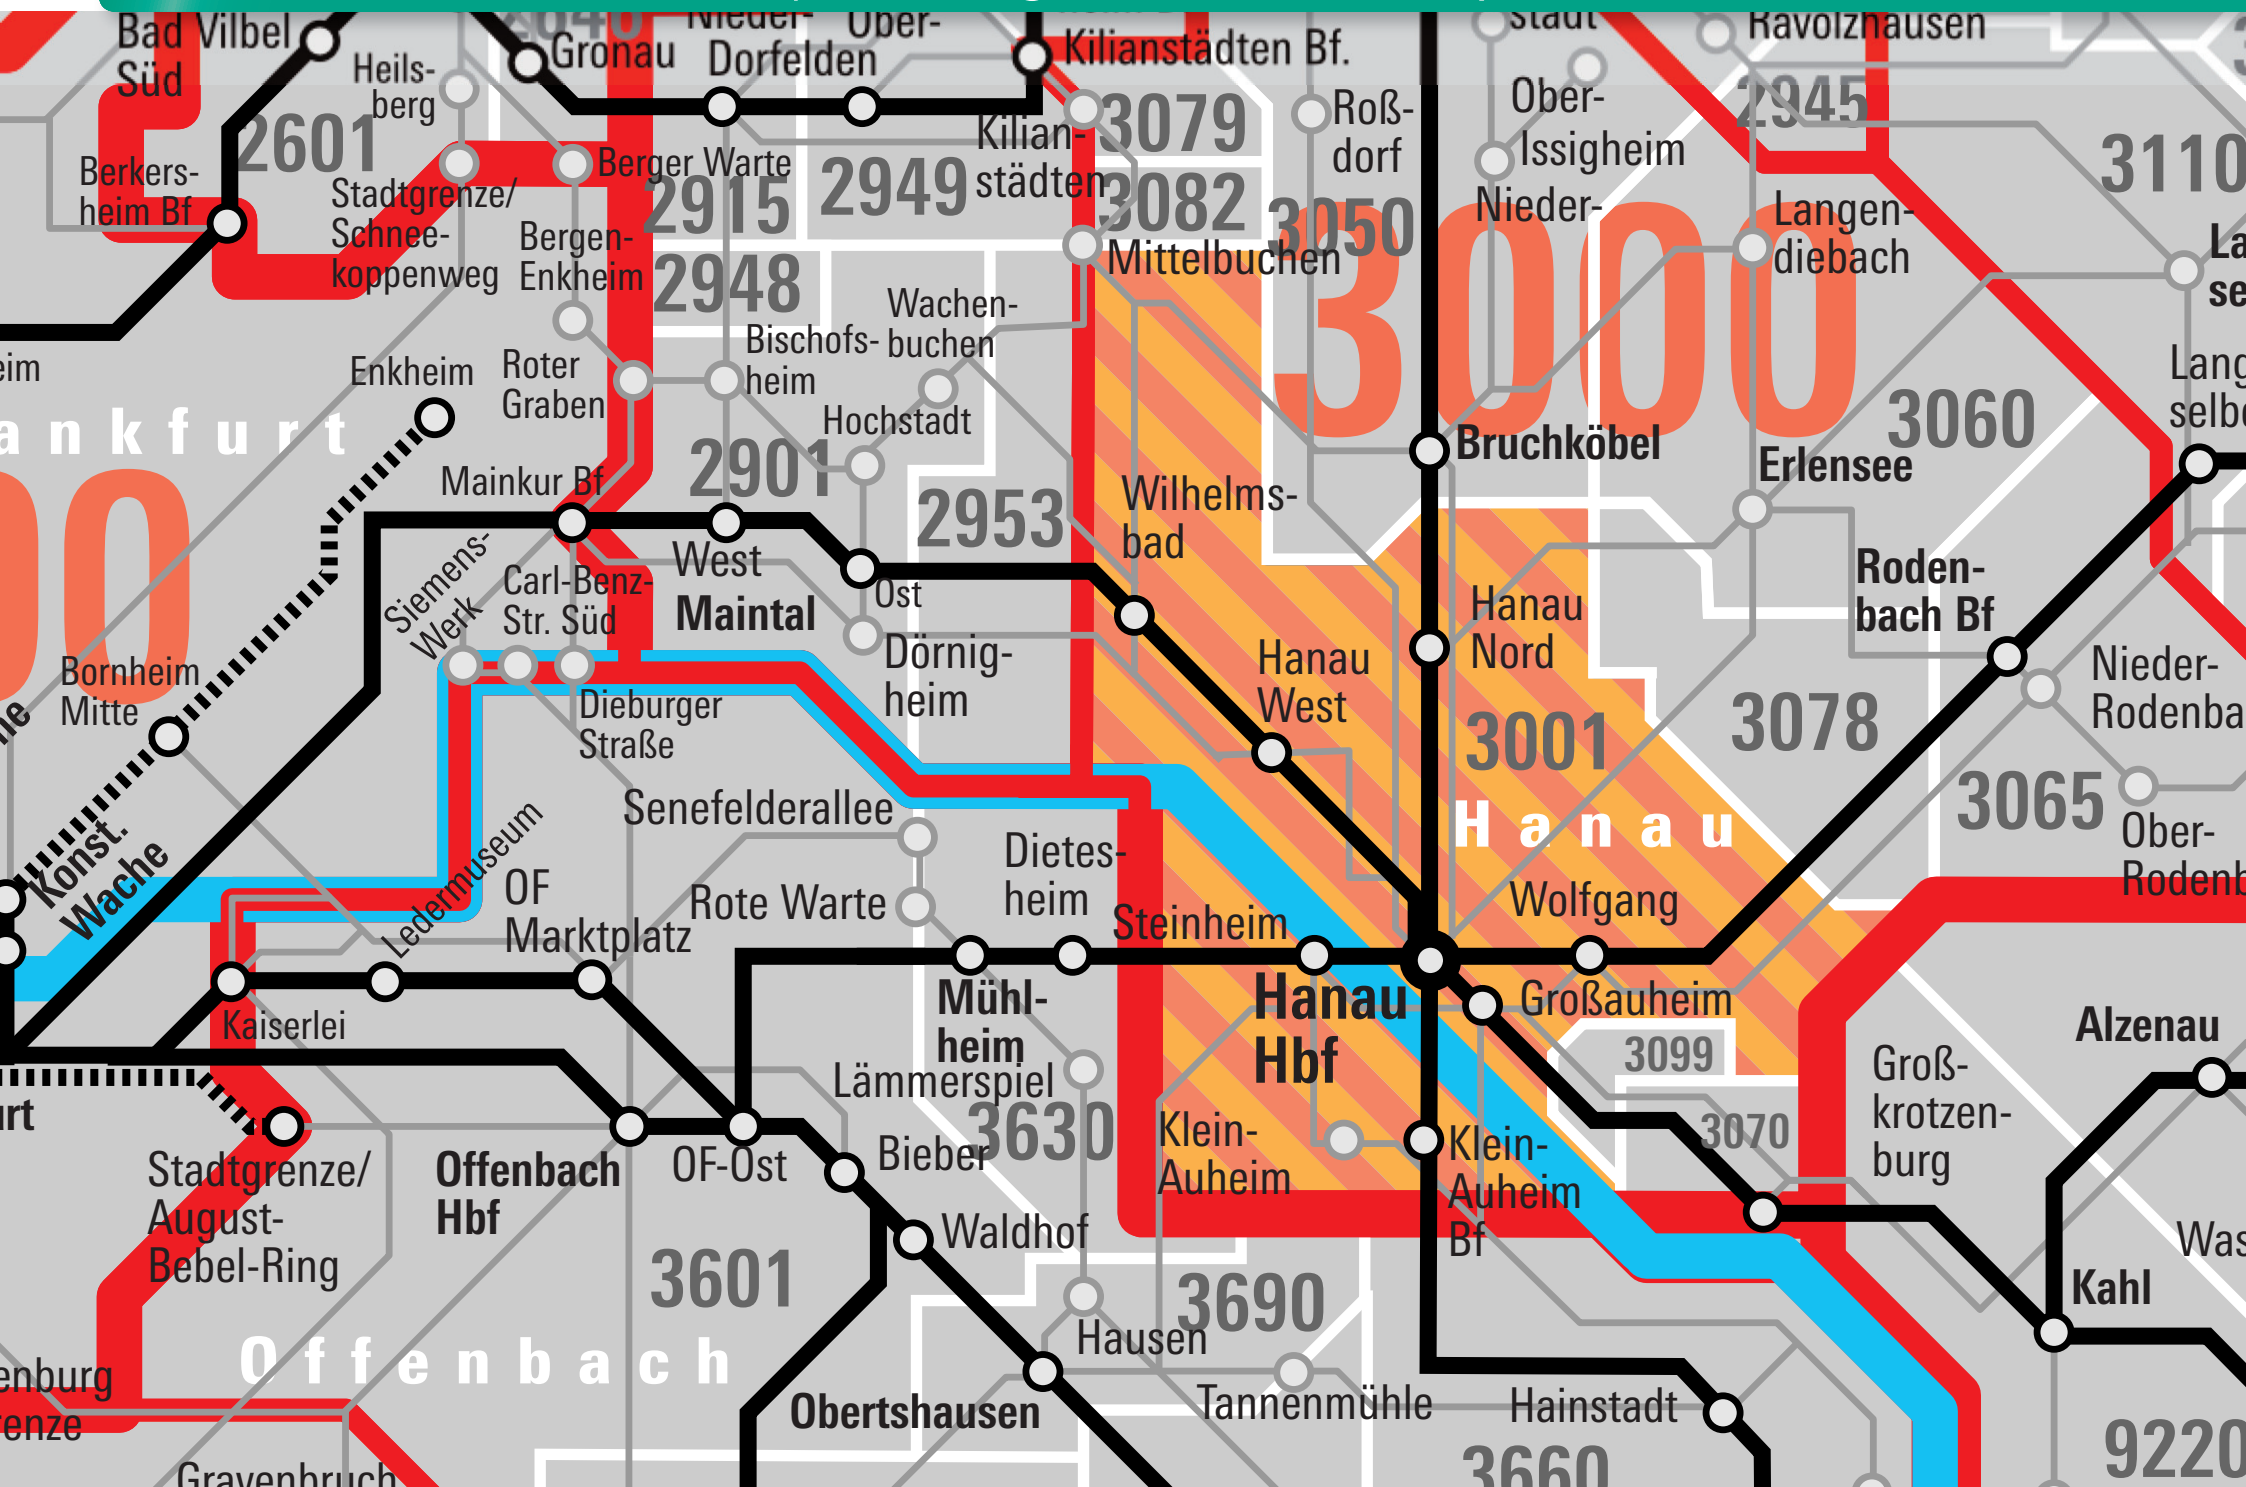 Bad Vilbel
Süd
Heils-
berg
Gronau
Nieder-
Dorfelden
Ober-
Kilianstädten Bf.
stadt
Ravolzhausen
2601
Berkers-
heim Bf
Stadtgrenze/
Schnee-
koppenweg
Berger Warte
2915
2949
Kilian-
städten
3079
3082
Roß-
dorf
3050
3000
Ober-
Issigheim
Nieder-
2945
3110
Langen-
diebach
Bergen-
Enkheim
2948
Mittelbuchen
Wachen-
buchen
Bischofs-
heim
Roter
Graben
Enkheim
Hochstadt
2901
2953
Mainkur Bf
Bruchköbel
Erlensee
3060
Wilhelms-
bad
Siemens-
Werk
Carl-Benz-
Str. Süd
West
Maintal
Ost
Dörnig-
heim
Dieburger
Straße
Bornheim
Mitte
Hanau
West
Hanau
Nord
3001
Hanau
Roden-
bach Bf
3078
3065
Nieder-
Ober-
Konst.
Wache
Ledermuseum
Senefelderallee
Rote Warte
OF
Marktplatz
Dietes-
heim
Steinheim
Wolfgang
Hanau
Hbf
Großauheim
3099
3070
Mühl-
heim
Lämmerspiel
3630
Klein-
Auheim
Klein-
Auheim
Bf
Groß-
krotzen-
burg
Alzenau
Kahl
Kaiserlei
Stadtgrenze/
August-
Bebel-Ring
Offenbach
Hbf
OF-Ost
Bieber
Waldhof
3601
Offenbach
3690
Hausen
Obertshausen
Tannenmühle
Hainstadt
3660
9220
Gravenbruch